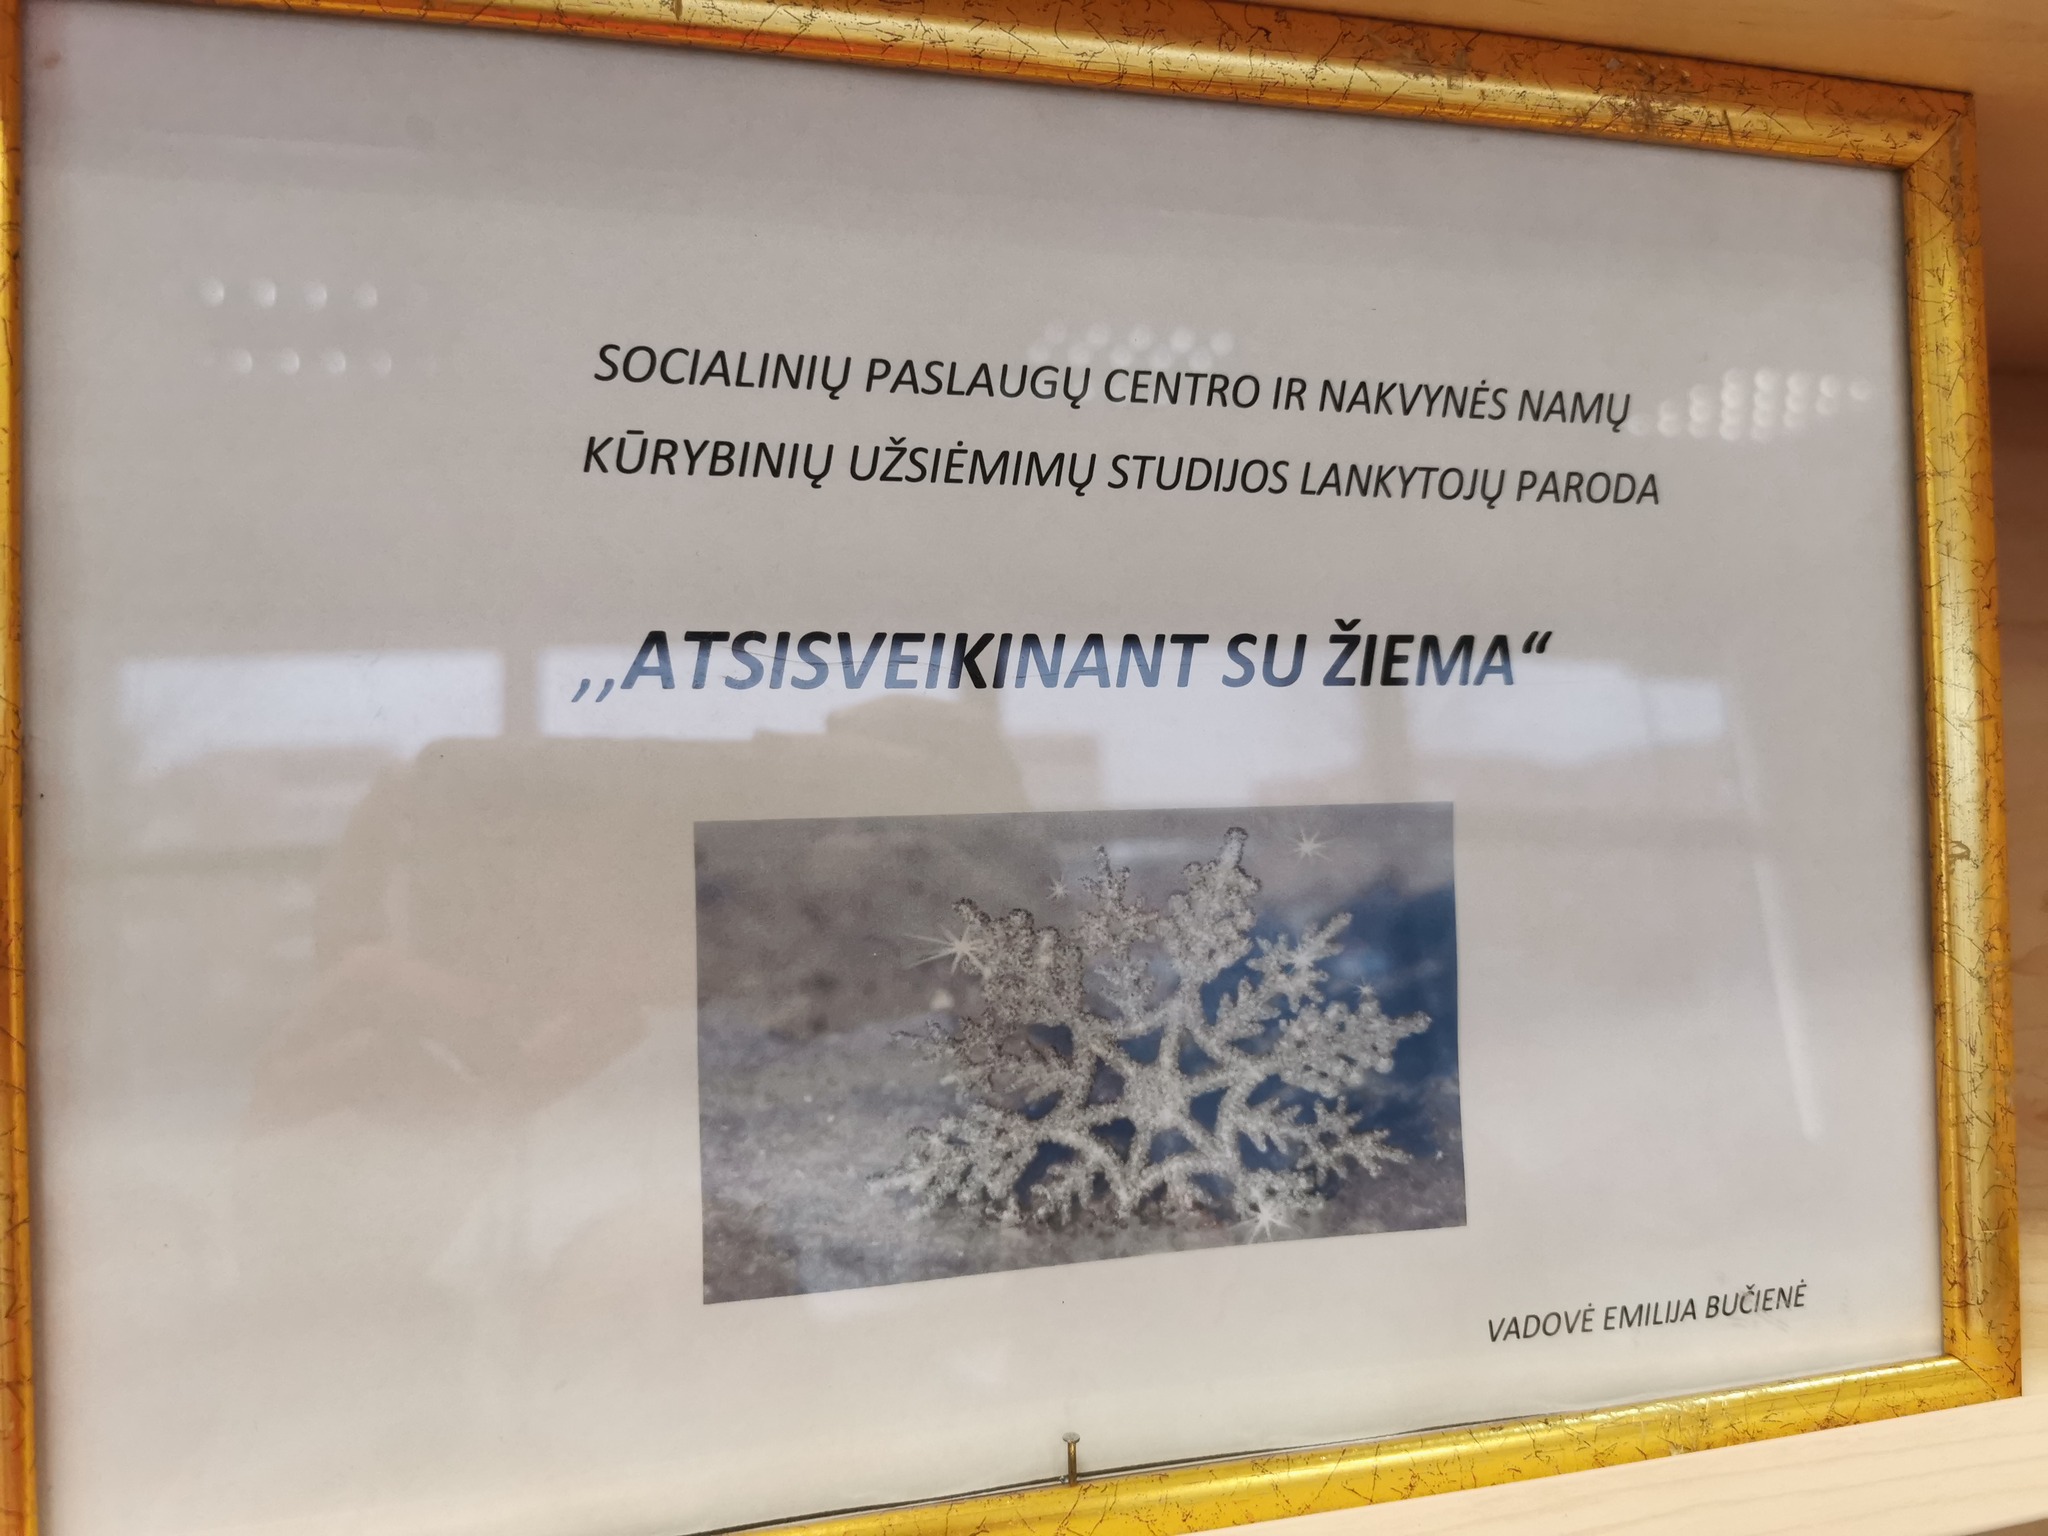 SOCIALINIŲ PASLAUGŲ CENTRO IR NAKVYNĖS NAMŲ
KŪRYBINIŲ UŽSIĖMIMŲ STUDIJOS LANKYTOJŲ PARODA
,,ATSISVEIKINANT SU ŽIEMA“
VADOVĖ EMILIJA BUČIENĖ